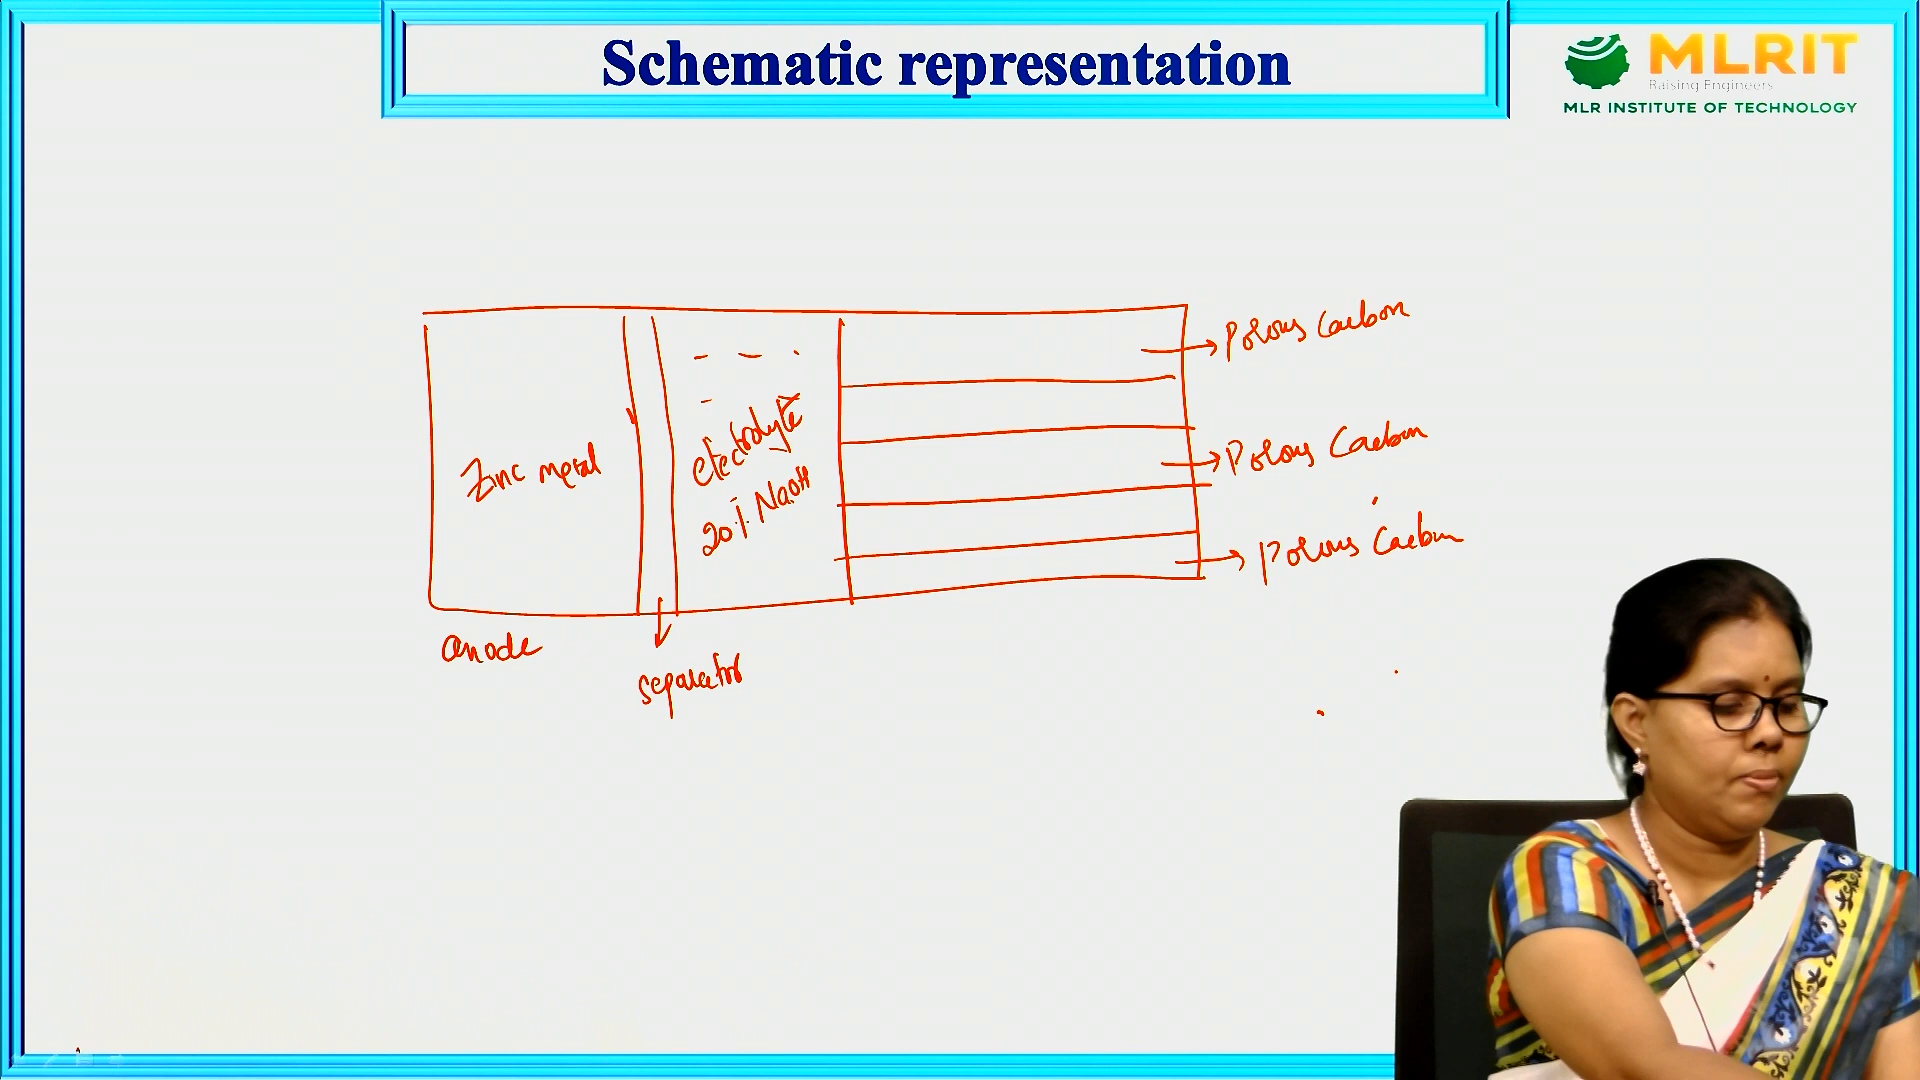 Schematic representation
MLRIT
Raising Engineers
MLR INSTITUTE OF TECHNOLOGY
Porous Carbon
Zinc metal
electrolyte
20%. NaOH
Porous Carbon
Porous Carbon
anode
separator